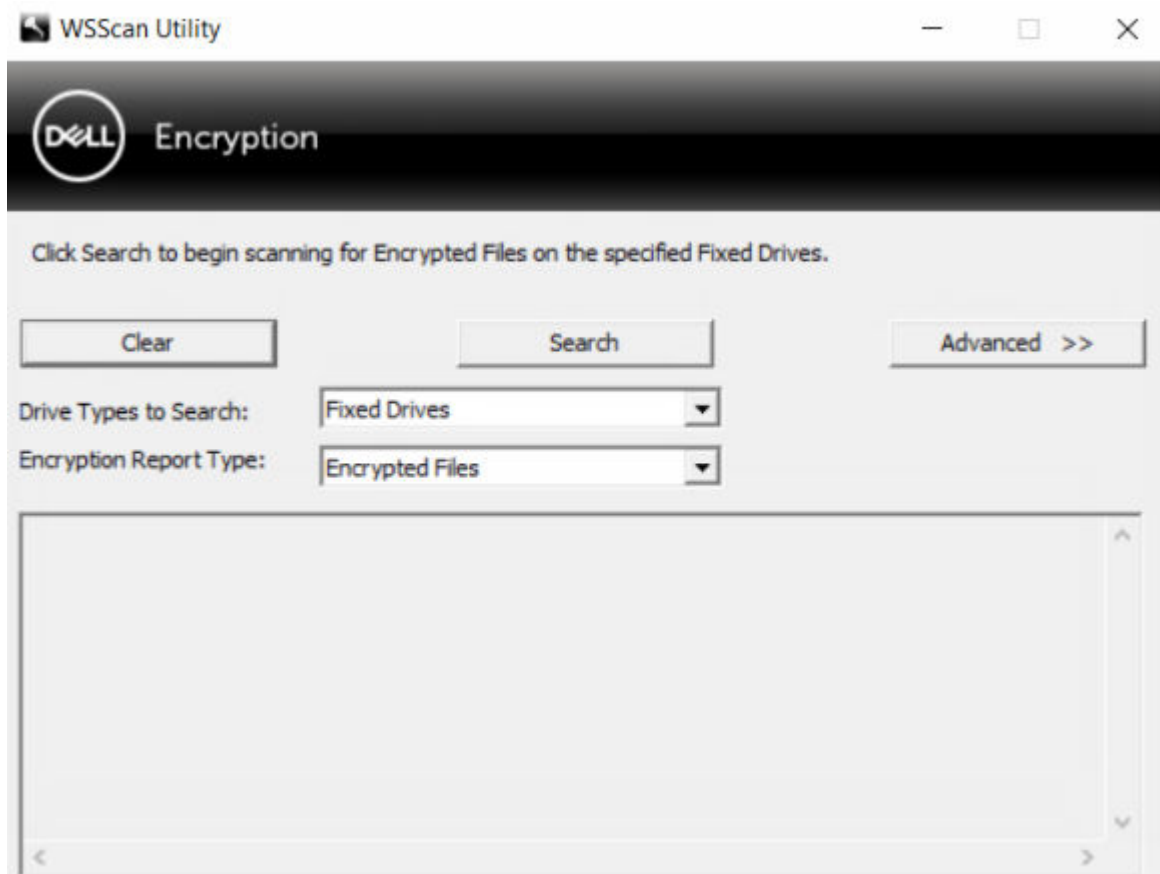 WSScan Utility
DELL Encryption
Click Search to begin scanning for Encrypted Files on the specified Fixed Drives.
Clear Search Advanced >>
Drive Types to Search: Fixed Drives
Encryption Report Type: Encrypted Files